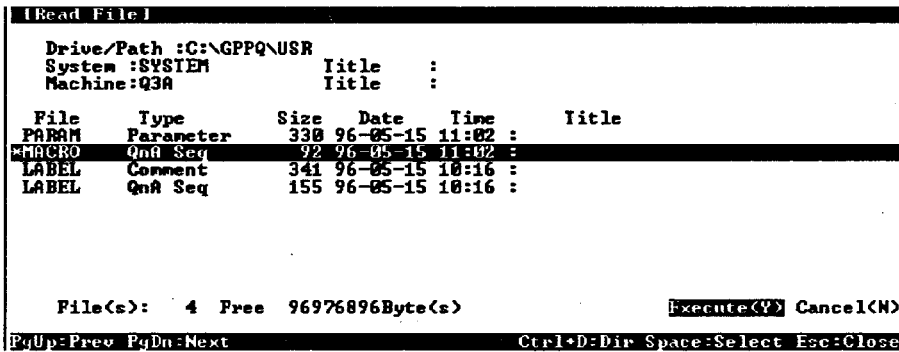 [Read File]
Drive/Path :C:\GPPQ\USR
System :SYSTEM Title :
Machine:Q3A Title :
File Type Size Date Time Title
PARAM Parameter 330 96-05-15 11:02 :
*MACRO QnA Seq 92 96-05-15 11:02 :
LABEL Comment 341 96-05-15 10:16 :
LABEL QnA Seq 155 96-05-15 10:16 :
File(s): 4 Free 96976896Byte(s) Execute(Y) Cancel(N)
PgUp:Prev PgDn:Next Ctrl+D:Dir Space:Select Esc:Close